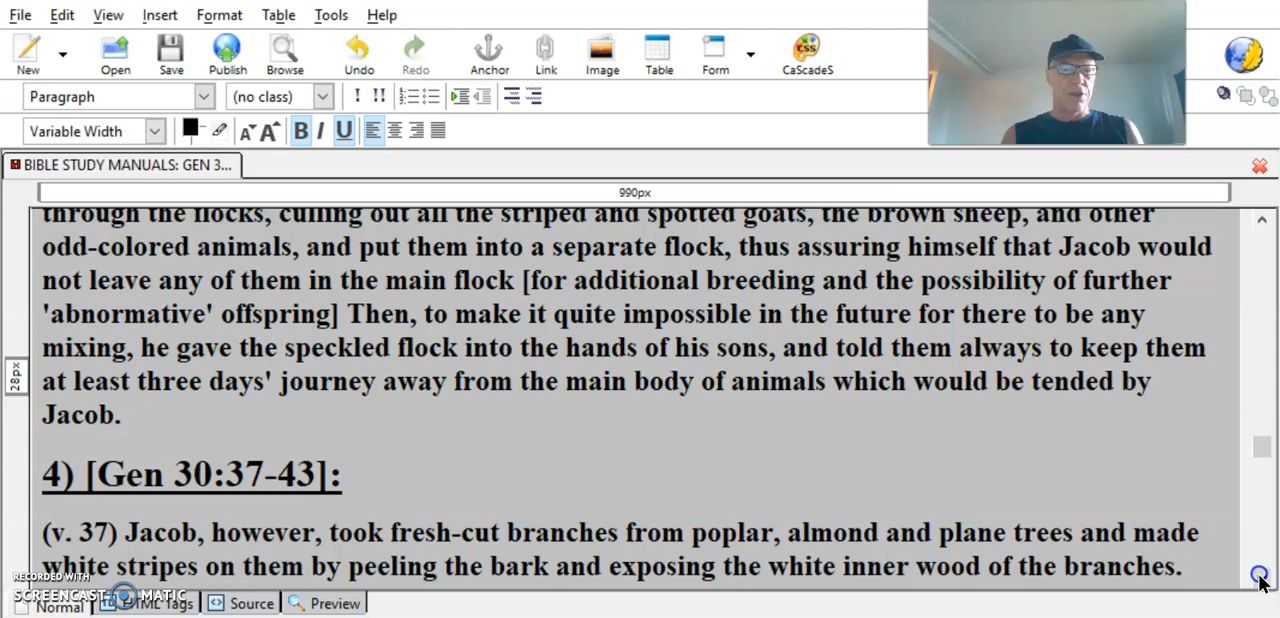 File Edit View Insert Format Table Tools Help
New Open Save Publish Browse Undo Redo Anchor Link Image Table Form CaScadeS
Paragraph (no class) ! !!
Variable Width A A B I U
BIBLE STUDY MANUALS: GEN 3...
990px
through the flocks, culling out all the striped and spotted goats, the brown sheep, and other
odd-colored animals, and put them into a separate flock, thus assuring himself that Jacob would
not leave any of them in the main flock [for additional breeding and the possibility of further
'abnormative' offspring] Then, to make it quite impossible in the future for there to be any
mixing, he gave the speckled flock into the hands of his sons, and told them always to keep them
28px
at least three days' journey away from the main body of animals which would be tended by
Jacob.
4) [Gen 30:37-43]:
(v. 37) Jacob, however, took fresh-cut branches from poplar, almond and plane trees and made
white stripes on them by peeling the bark and exposing the white inner wood of the branches.
RECORDED WITH
SCREENCAST MATIC
Normal HTML Tags Source Preview